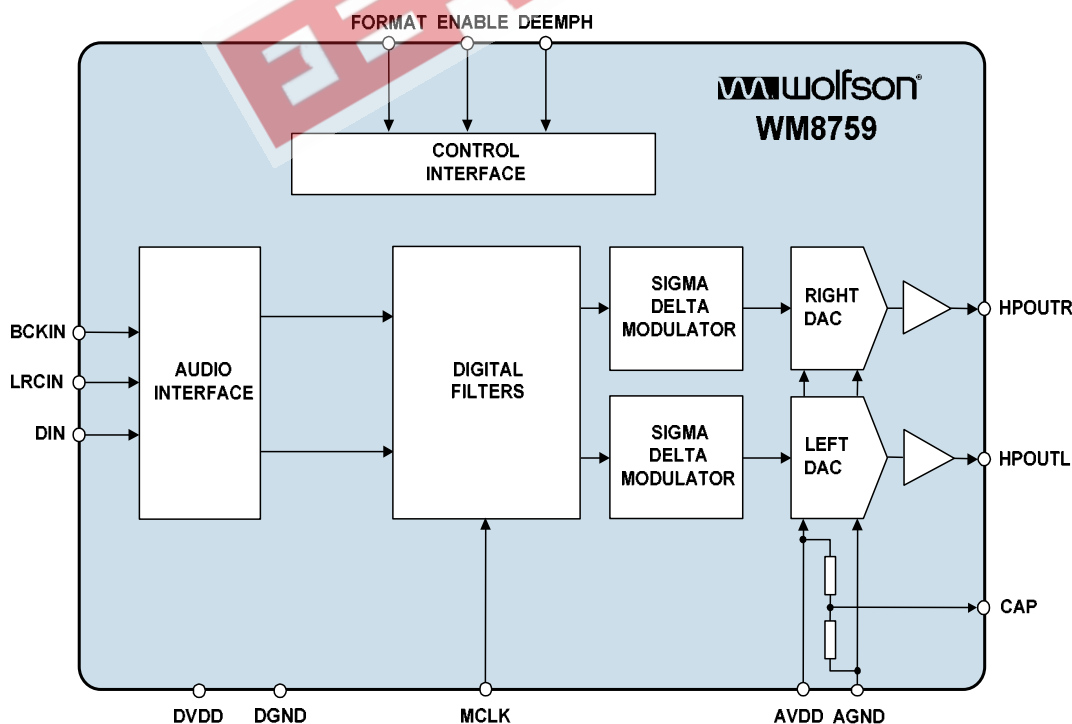 FORMAT ENABLE DEEMPH
wolfson®
WM8759
CONTROL
INTERFACE
AUDIO
INTERFACE
DIGITAL
FILTERS
SIGMA
DELTA
MODULATOR
RIGHT
DAC
SIGMA
DELTA
MODULATOR
LEFT
DAC
BCKIN
LRCIN
DIN
HPOUTR
HPOUTL
CAP
DVDD
DGND
MCLK
AVDD
AGND